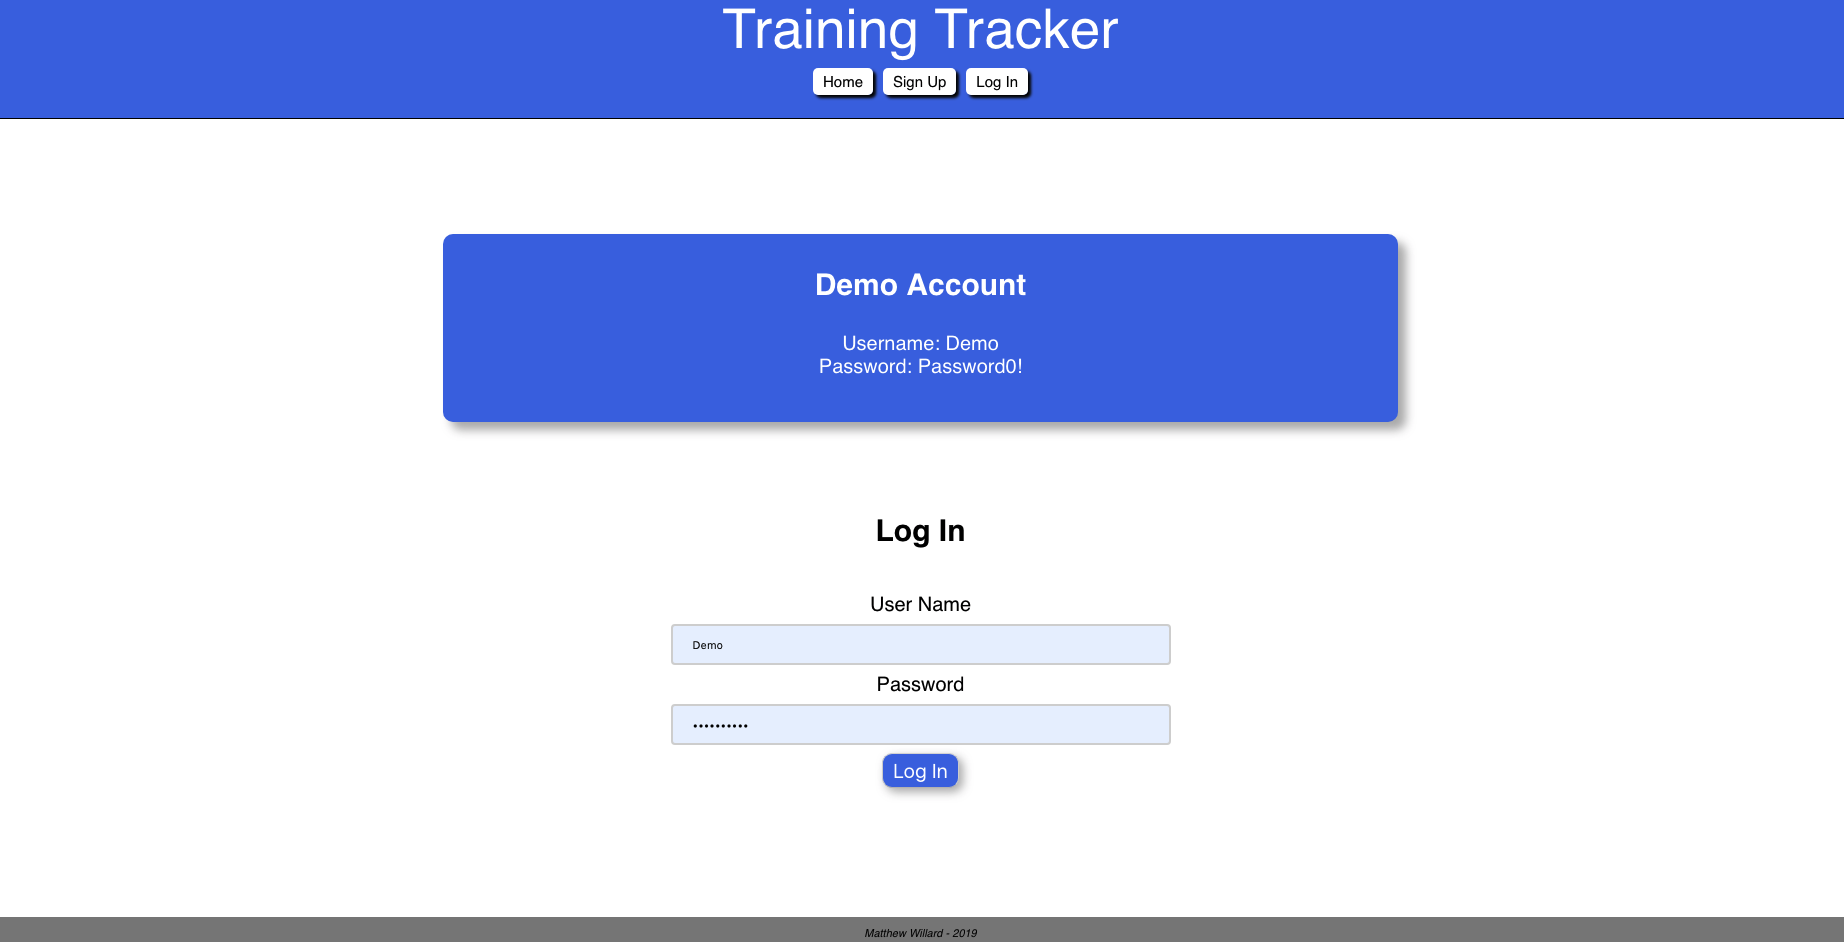 Training Tracker
Home Sign Up Log In
Demo Account
Username: Demo
Password: Password0!
Log In
User Name
Demo
Password
••••••••••
Log In
Matthew Willard - 2019